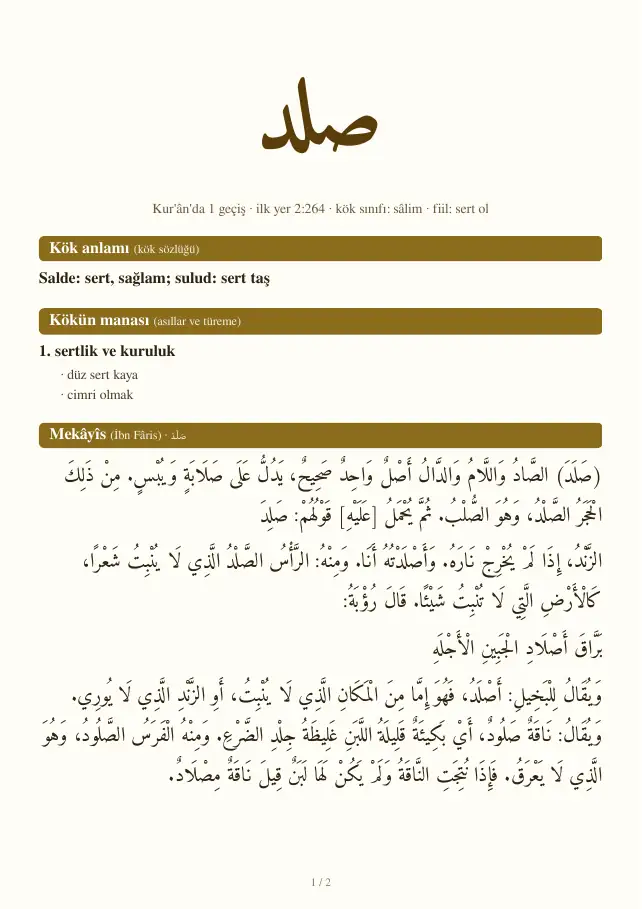 صلد
Kur'ân'da 1 geçiş · ilk yer 2:264 · kök sınıfı: sâlim · fiil: sert ol
Kök anlamı (kök sözlüğü)
Salde: sert, sağlam; sulud: sert taş
Kökün manası (asıllar ve türeme)
1. sertlik ve kuruluk
· düz sert kaya
· cimri olmak
Mekâyîs (İbn Fâris) · صَلَدَ
(صَلَدَ) الصَّادُ وَاللَّامُ وَالدَّالُ أَصْلٌ وَاحِدٌ صَحِيحٌ، يَدُلُّ عَلَى صَلَابَةٍ وَيُبْسٍ. مِنْ ذَلِكَ
الْحَجَرُ الصَّلْدُ، وَهُوَ الصُّلْبُ. ثُمَّ يُحْمَلُ [عَلَيْهِ] قَوْلُهُمْ: صَلِدَ
الزَّنْدُ، إِذَا لَمْ يُخْرِجْ نَارَهُ. وَأَصْلَدْتُهُ أَنَا. وَمِنْهُ: الرَّأْسُ الصَّلْدُ الَّذِي لَا يُنْبِتُ شَعْرًا،
كَالْأَرْضِ الَّتِي لَا تُنْبِتُ شَيْئًا. قَالَ رُؤْبَةُ:
بَرَّاقَ أَصْلَادِ الْجَبِينِ الْأَجْلَهِ
وَيُقَالُ لِلْبَخِيلِ: أَصْلَدُ، فَهُوَ إِمَّا مِنَ الْمَكَانِ الَّذِي لَا يُنْبِتُ، أَوِ الزَّنْدِ الَّذِي لَا يُورِي.
وَيُقَالُ: نَاقَةٌ صَلُودٌ، أَيْ بَكِيئَةٌ قَلِيلَةُ اللَّبَنِ غَلِيظَةُ جِلْدِ الضَّرْعِ. وَمِنْهُ الْفَرَسُ الصَّلُودُ، وَهُوَ
الَّذِي لَا يَعْرَقُ. فَإِذَا نُتِجَتِ النَّاقَةُ وَلَمْ يَكُنْ لَهَا لَبَنٌ قِيلَ نَاقَةٌ مِصْلَادٌ.
1 / 2